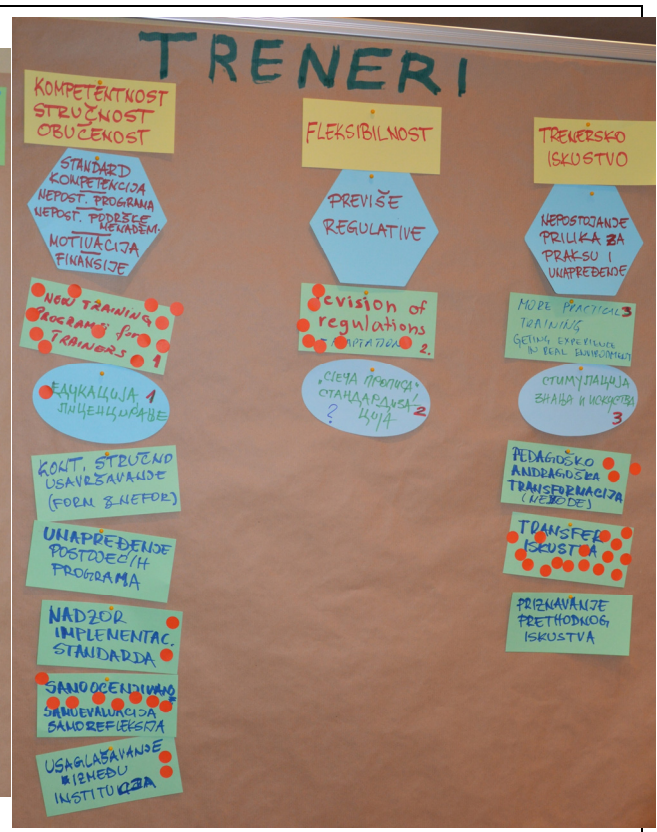 TRENERI
KOMPETENTNOST
STRUČNOST
OBUČENOST
STANDARD
KOMPETENCIJA
NEPOST. PROGRAMA
NEPOST. PODRŠCE
MENADŽM.
MOTIVACIJA
FINANSIJE
NEW TRAINING
PROGRAMS for
TRAINERS 1
ЕДУКАЦИЈА 1
ЛИЦЕНЦИРАЊЕ
KONT. STRUČNO
USAVRŠAVANJE
(FORM & NEFOR)
UNAPREĐENJE
POSTOJEĆIH
PROGRAMA
NADZOR
IMPLEMENTAC.
STANDARDA
SAMOOCENJIVANJE
SAMOEVALUACIJA
SAMOREFLEKSIJA
USAGLAŠAVANJE
IZMEĐU
INSTITUCIJA
FLEKSIBILNOST
PREVIŠE
REGULATIVE
revision of
regulations
2.
„СЈЕЧА ПРОПИСА"!
СТАНДАРДИЗА- 2
ЦИЈА
?
TRENERSKO
ISKUSTVO
NEPOSTOJANJE
PRILIKA ZA
PRAKSU I
UNAPREĐENJE
MORE PRACTICAL 3
TRAINING
GETING EXPERIENCE
IN REAL ENVIRONMENT
СТИМУЛАЦИЈА
ЗНАЊА И ИСКУСТВА
3
PEDAGOŠKO
ANDRAGOŠKA
TRANSFORMACIJA
TRANSFER
ISKUSTVA
PRIZNAVANJE
PRETHODNOG
ISKUSTVA